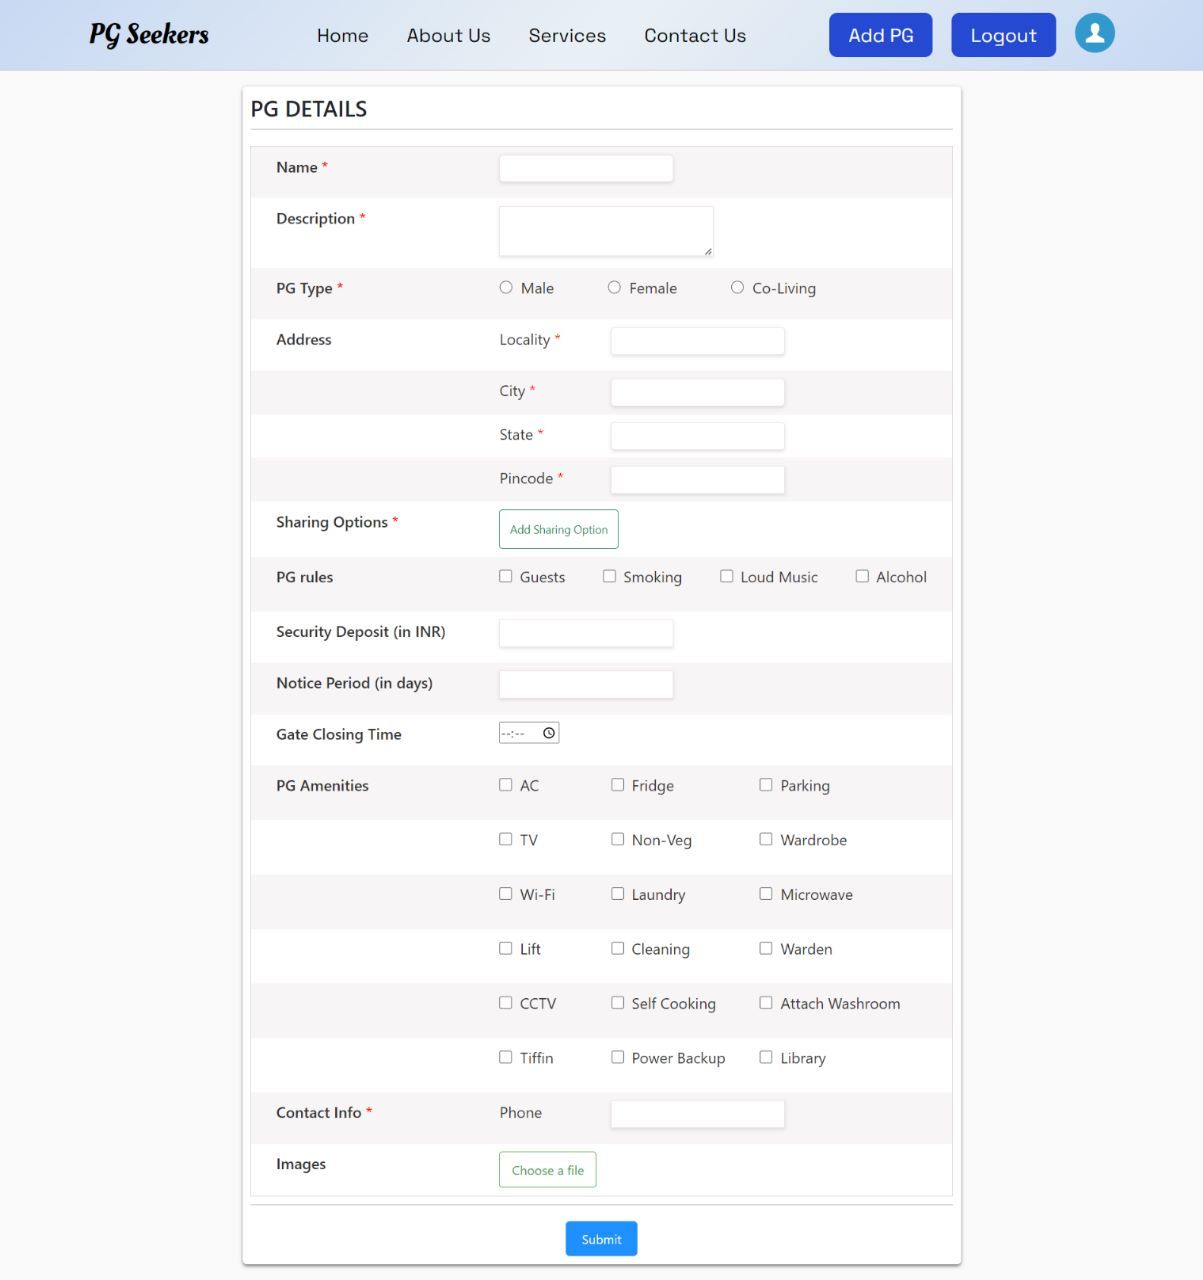 PG Seekers Home About Us Services Contact Us Add PG Logout
PG DETAILS
Name *
Description *
PG Type * Male Female Co-Living
Address Locality *
City *
State *
Pincode *
Sharing Options * Add Sharing Option
PG rules Guests Smoking Loud Music Alcohol
Security Deposit (in INR)
Notice Period (in days)
Gate Closing Time --:--
PG Amenities AC Fridge Parking
TV Non-Veg Wardrobe
Wi-Fi Laundry Microwave
Lift Cleaning Warden
CCTV Self Cooking Attach Washroom
Tiffin Power Backup Library
Contact Info * Phone
Images Choose a file
Submit